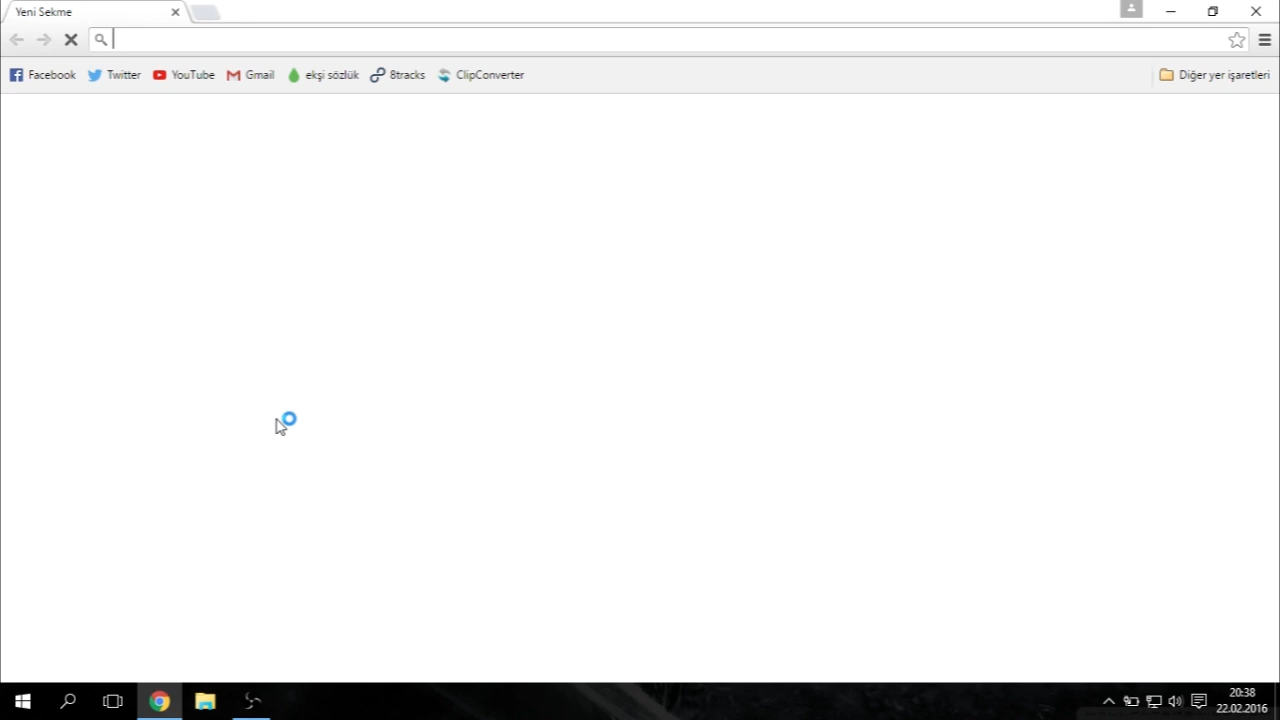 Yeni Sekme
Facebook Twitter YouTube Gmail ekşi sözlük 8tracks ClipConverter Diğer yer işaretleri
20:38
22.02.2016